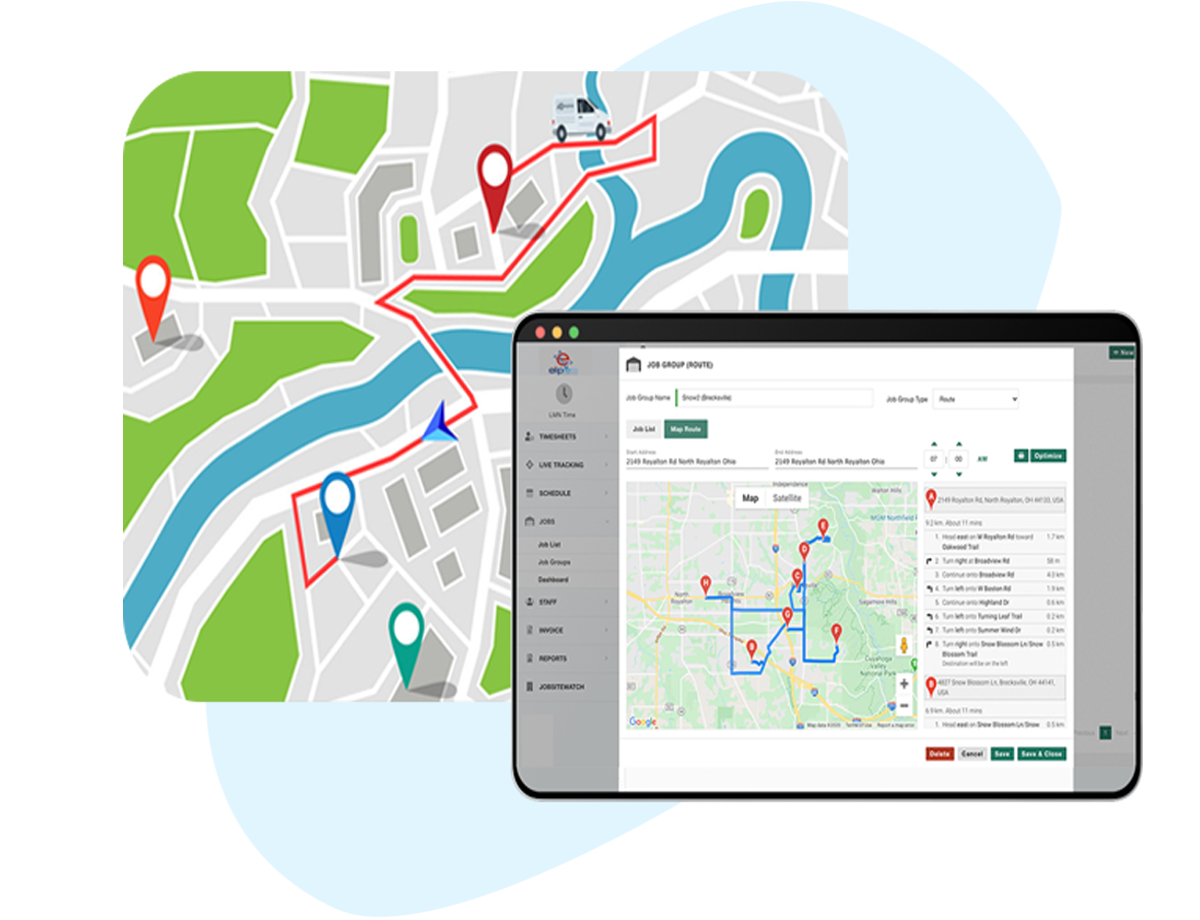 LMN Time
TIMESHEETS
LIVE TRACKING
SCHEDULE
JOBS
Job List
Job Groups
Dashboard
STAFF
INVOICE
REPORTS
JOBSITEWATCH
New
JOB GROUP (ROUTE)
Job Group Name Snow2 (Brecksville) Job Group Type Route
Job List Map Route
Start Address End Address
2149 Royalton Rd North Royalton Ohio 2149 Royalton Rd North Royalton Ohio
07 : 00 AM Optimize
Map Satellite
Independence
Walton Hills
MGM Northfield
Sagamore Hills
North
Royalton
Broadview
Heights
Cuyahoga
Valley
National Park
A
B
C
D
E
F
G
H
Google
Map data ©2020 Terms of Use Report a map error
A 2149 Royalton Rd, North Royalton, OH 44133, USA
9.2 km. About 11 mins
1. Head east on W Royalton Rd toward 1.7 km
Oakwood Trail
2. Turn right at Broadview Rd 58 m
3. Continue onto Broadview Rd 4.0 km
4. Turn left onto W Boston Rd 1.9 km
5. Continue onto Highland Dr 0.6 km
6. Turn left onto Turning Leaf Trail 0.2 km
7. Turn left onto Summer Wind Dr 0.2 km
8. Turn right onto Snow Blossom Ln/Snow 0.5 km
Blossom Trail
Destination will be on the left
B 4827 Snow Blossom Ln, Brecksville, OH 44141,
USA
6.9 km. About 11 mins
1. Head east on Snow Blossom Ln/Snow 0.5 km
Previous 1 Next
Delete Cancel Save Save & Close